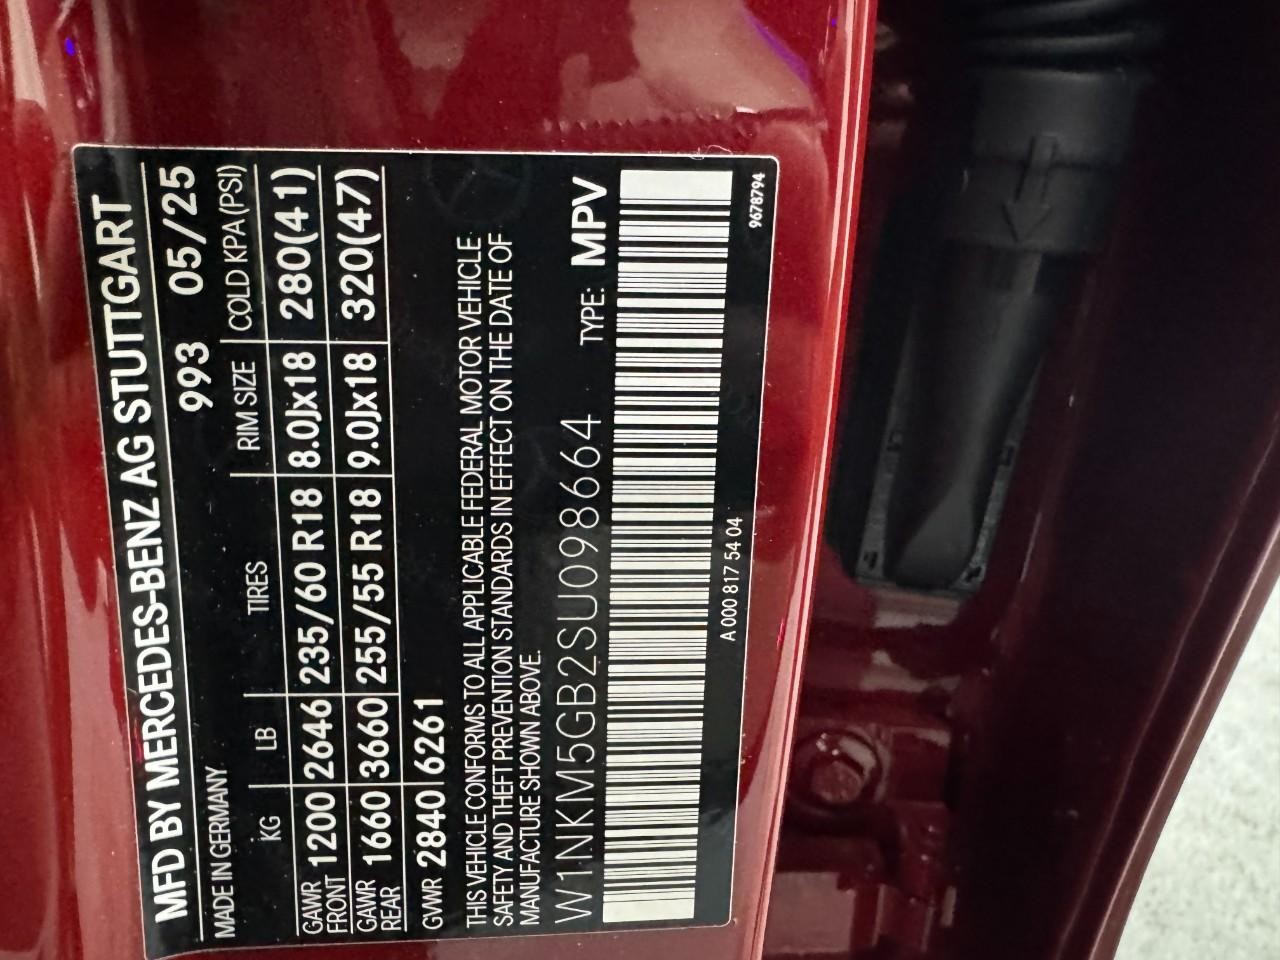 MFD BY MERCEDES-BENZ AG STUTTGART
MADE IN GERMANY 993 05/25
KG LB TIRES RIM SIZE COLD KPA(PSI)
GAWR FRONT 1200 2646 235/60 R18 8.0Jx18 280(41)
GAWR REAR 1660 3660 255/55 R18 9.0Jx18 320(47)
GVWR 2840 6261
THIS VEHICLE CONFORMS TO ALL APPLICABLE FEDERAL MOTOR VEHICLE
SAFETY AND THEFT PREVENTION STANDARDS IN EFFECT ON THE DATE OF
MANUFACTURE SHOWN ABOVE.
W1NKM5GB2SU098664 TYPE: MPV
A 000 817 54 04 9678794